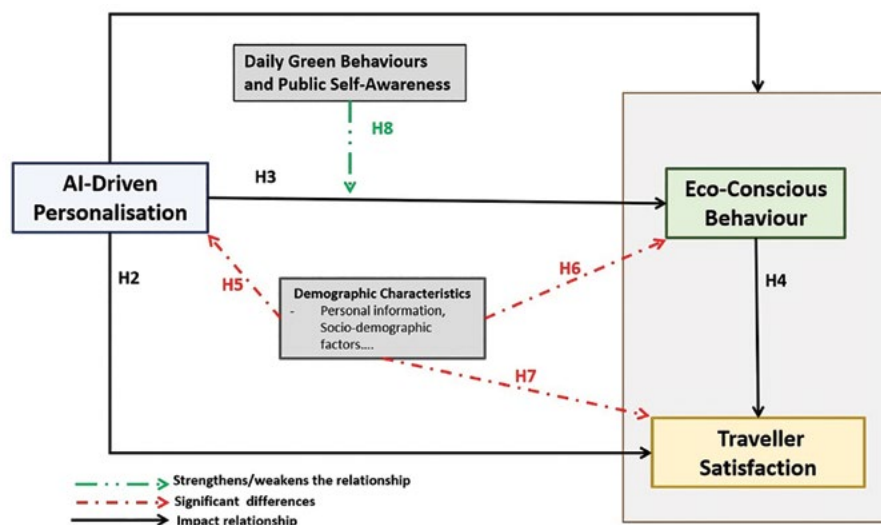 Daily Green Behaviours
and Public Self-Awareness
H8
AI-Driven
Personalisation
H3
Eco-Conscious
Behaviour
H2
H5
H6
H4
Demographic Characteristics
- Personal information,
Socio-demographic
factors....
H7
Traveller
Satisfaction
Strengthens/weakens the relationship
Significant differences
Impact relationship